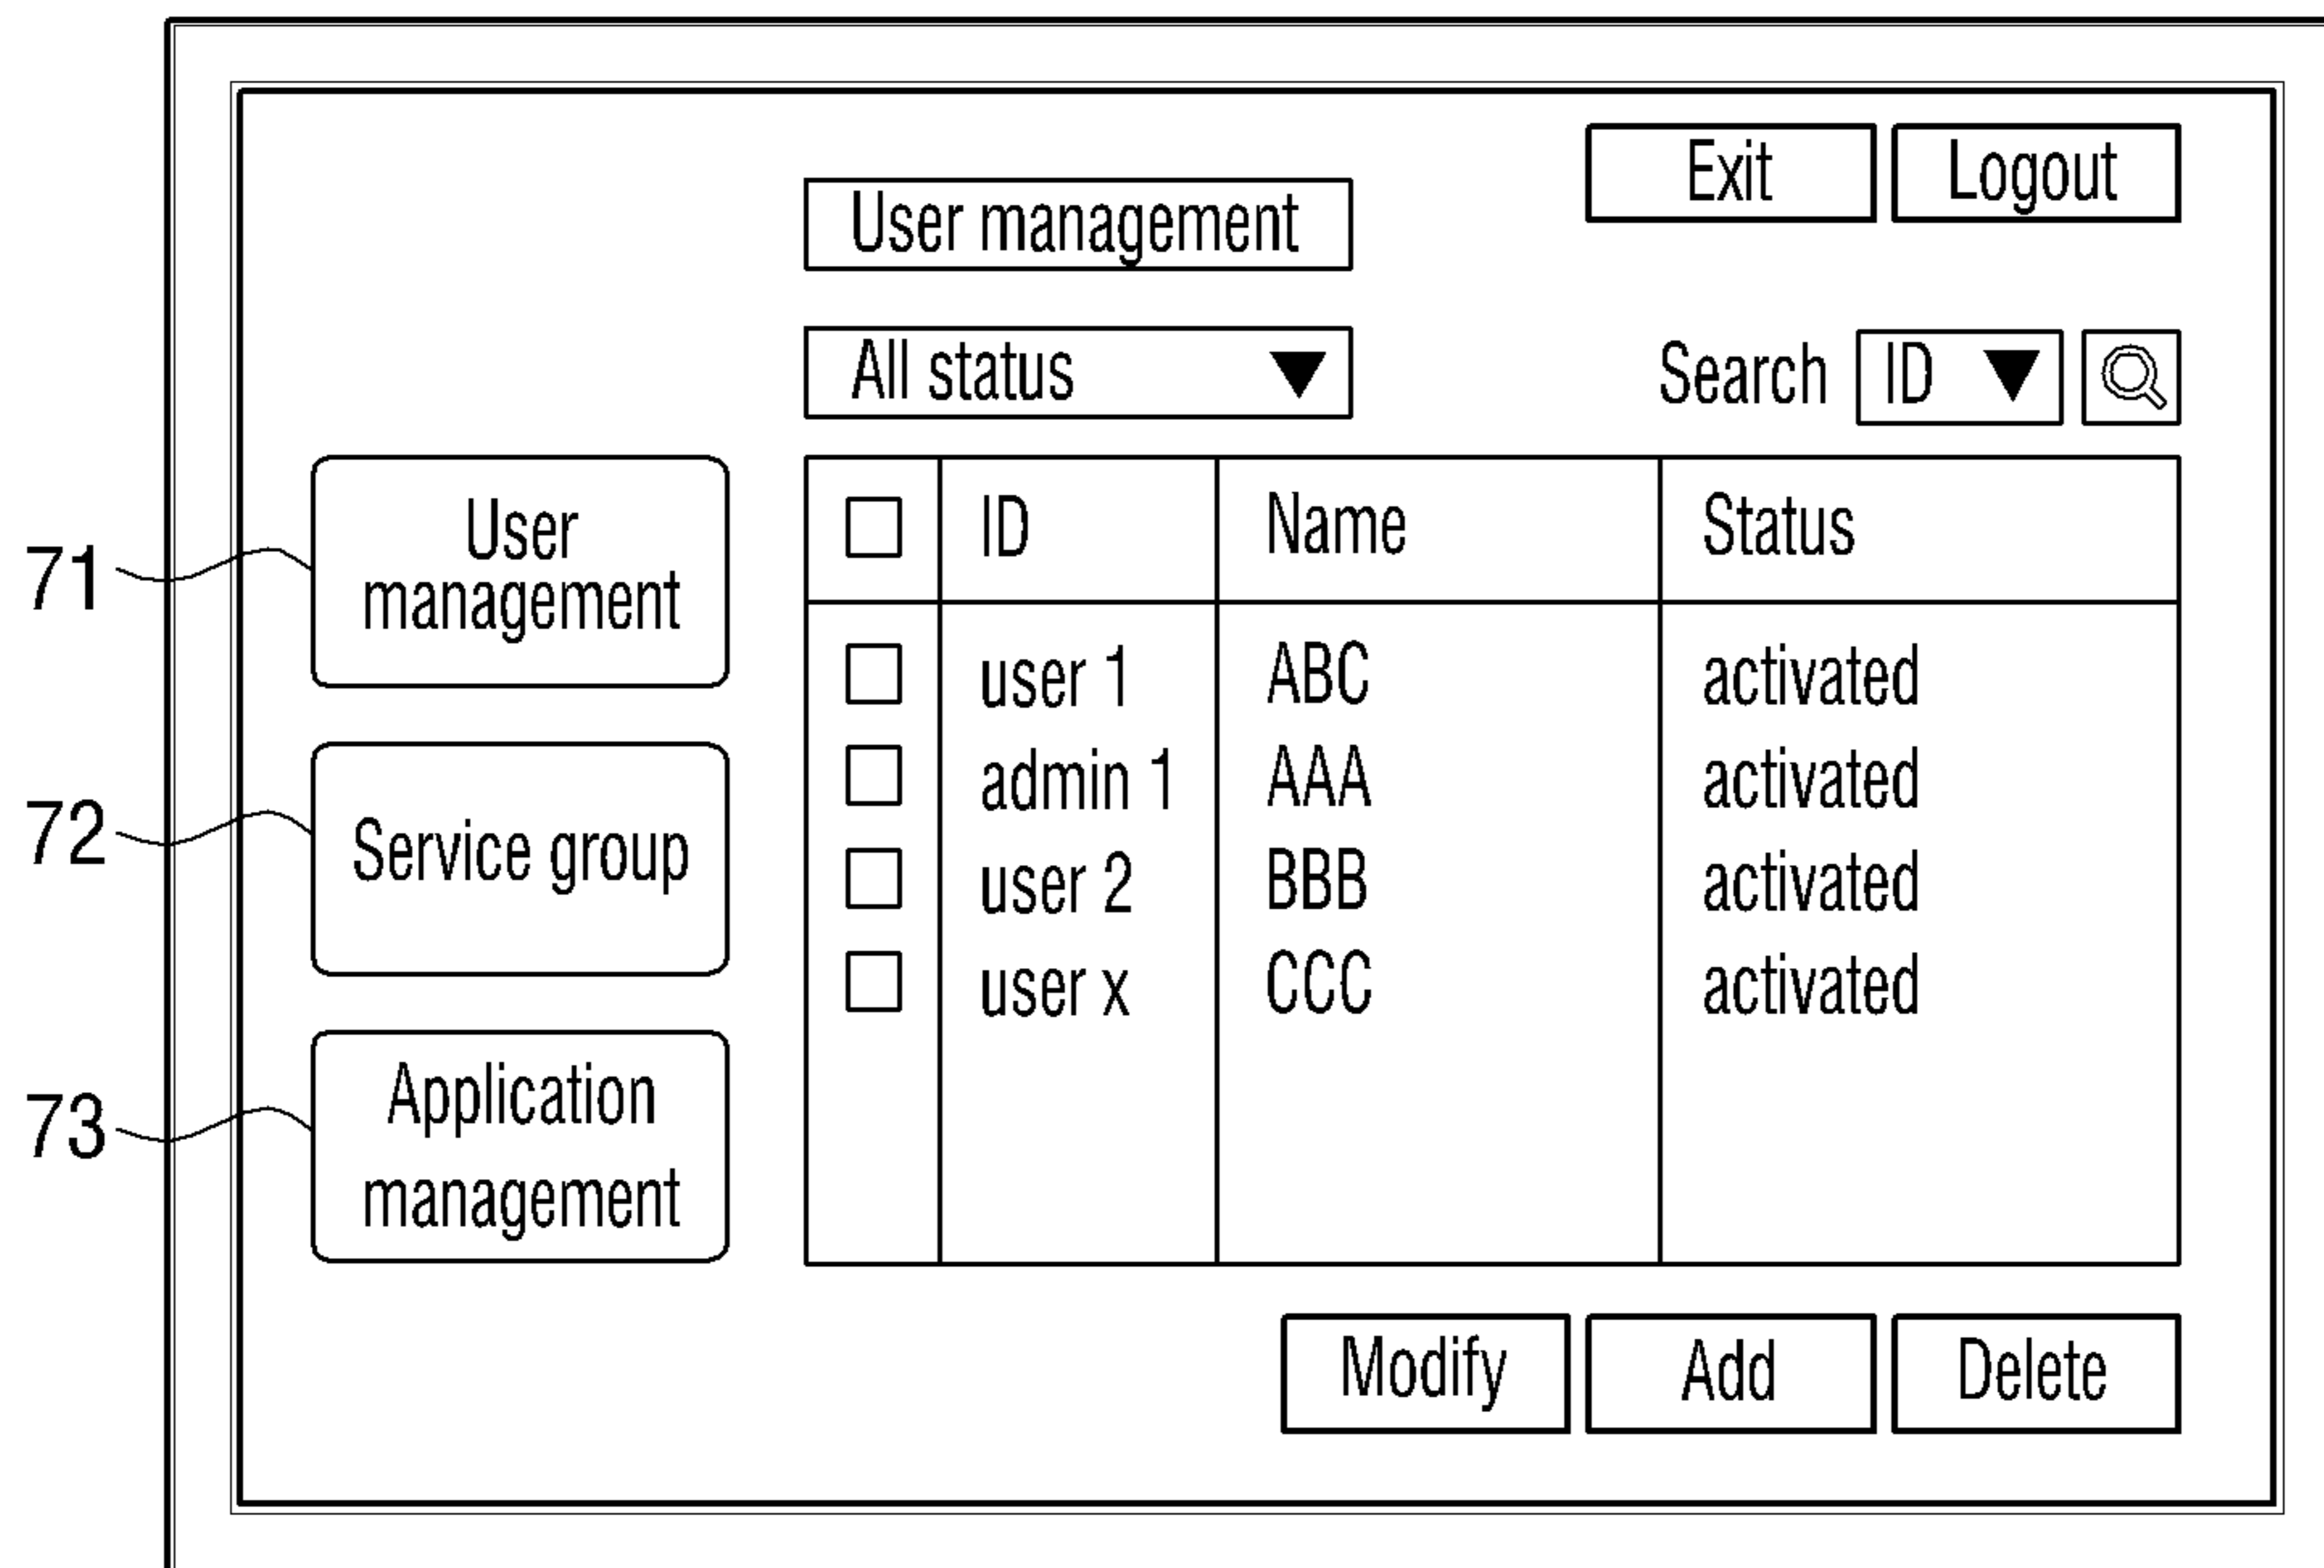 Exit Logout
User management
All status Search ID
71 User
management
72 Service group
73 Application
management
ID Name Status
user 1 ABC activated
admin 1 AAA activated
user 2 BBB activated
user x CCC activated
Modify Add Delete